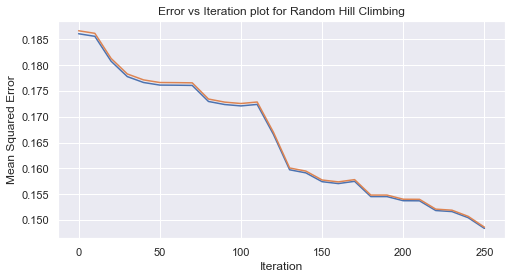 Error vs Iteration plot for Random Hill Climbing
Mean Squared Error
0.185
0.180
0.175
0.170
0.165
0.160
0.155
0.150
0 50 100 150 200 250
Iteration